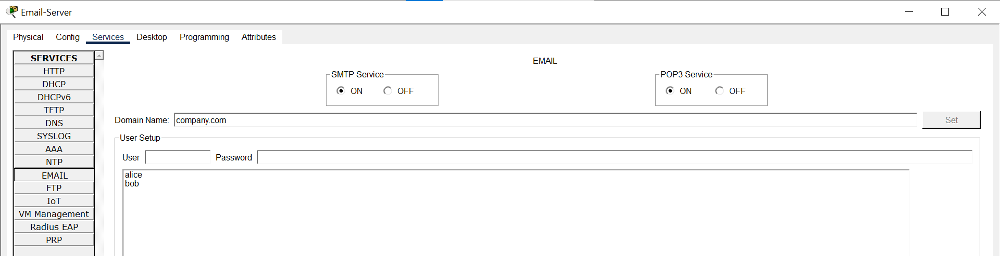 Email-Server
Physical Config Services Desktop Programming Attributes
SERVICES
HTTP
DHCP
DHCPv6
TFTP
DNS
SYSLOG
AAA
NTP
EMAIL
FTP
IoT
VM Management
Radius EAP
PRP
EMAIL
SMTP Service
ON OFF
POP3 Service
ON OFF
Domain Name: company.com Set
User Setup
User Password
alice
bob